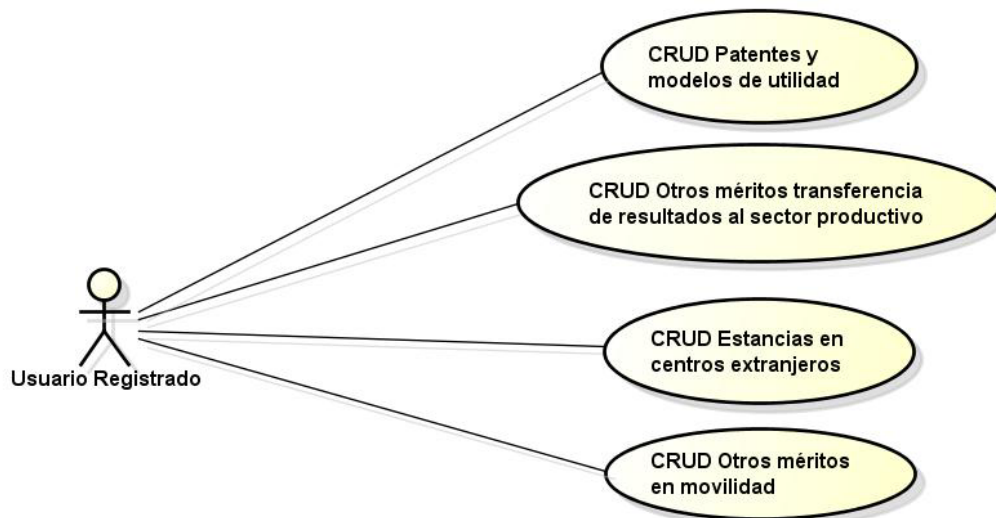 CRUD Patentes y
modelos de utilidad
CRUD Otros méritos transferencia
de resultados al sector productivo
Usuario Registrado
CRUD Estancias en
centros extranjeros
CRUD Otros méritos
en movilidad